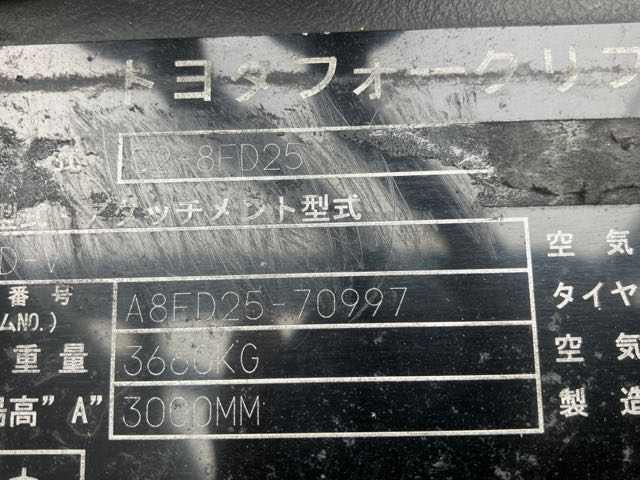 トヨタフォークリフ
02-8FD25
型式・アタッチメント型式
D-V
空気
番号 A8FD25-70997 タイヤ
ムNO.)
重量 3660KG 空気
揚高"A" 3000MM 製造